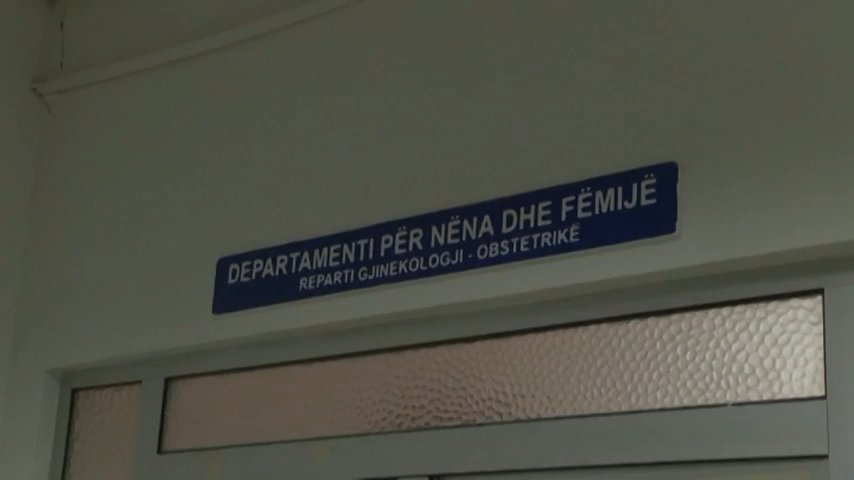 DEPARTAMENTI PËR NËNA DHE FËMIJË
REPARTI GJINEKOLOGJI - OBSTETRIKË